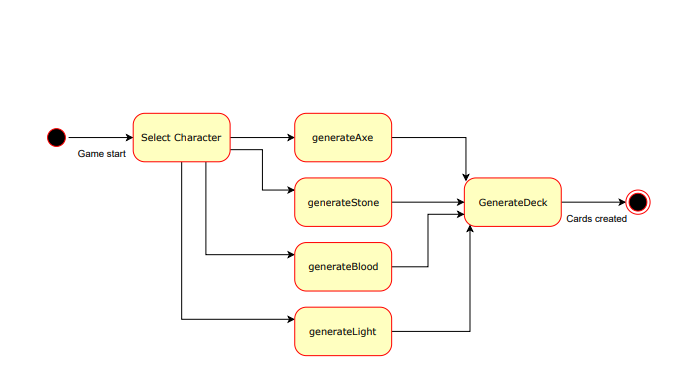 Game start
Select Character
generateAxe
generateStone
generateBlood
generateLight
GenerateDeck
Cards created